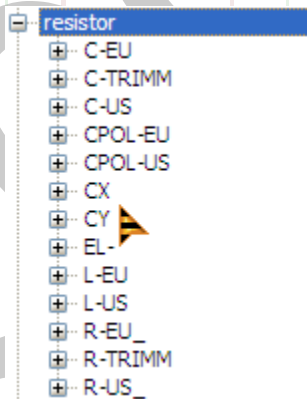 resistor
C-EU
C-TRIMM
C-US
CPOL-EU
CPOL-US
CX
CY
EL-
L-EU
L-US
R-EU_
R-TRIMM
R-US_